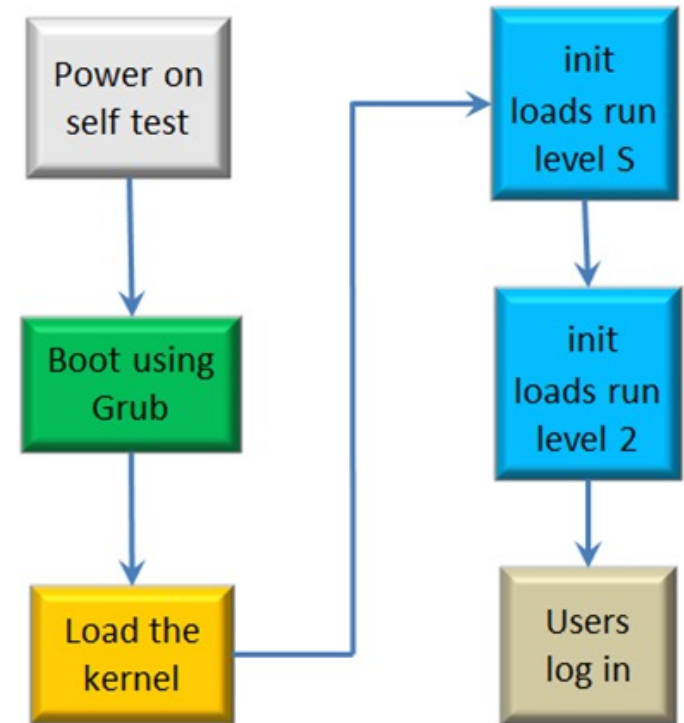 Power on
self test
Boot using
Grub
Load the
kernel
init
loads run
level S
init
loads run
level 2
Users
log in